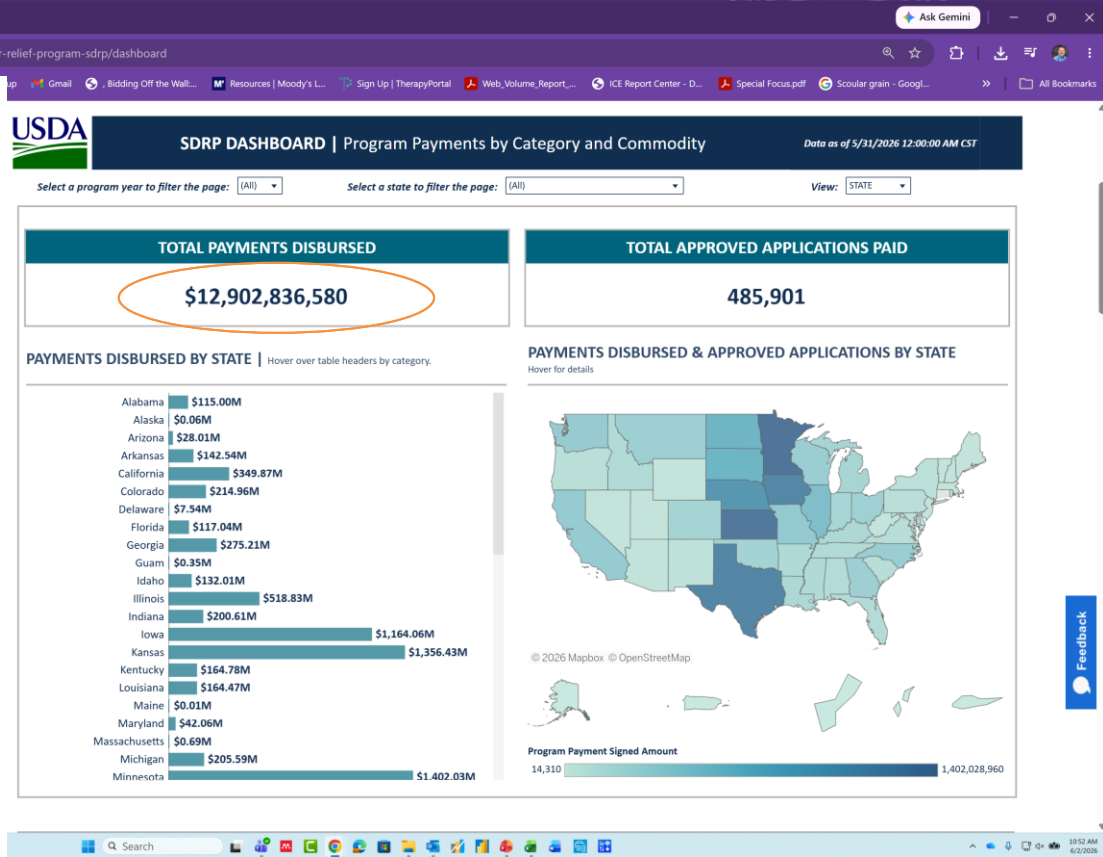 Ask Gemini
r-relief-program-sdrp/dashboard
up Gmail , Bidding Off the Wall:... Resources | Moody's L... Sign Up | TherapyPortal Web_Volume_Report_... ICE Report Center - D... Special Focus.pdf Scoular grain - Googl... » All Bookmarks
USDA
SDRP DASHBOARD | Program Payments by Category and Commodity
Data as of 5/31/2026 12:00:00 AM CST
Select a program year to filter the page: (All)
Select a state to filter the page: (All)
View: STATE
TOTAL PAYMENTS DISBURSED
$12,902,836,580
TOTAL APPROVED APPLICATIONS PAID
485,901
PAYMENTS DISBURSED BY STATE | Hover over table headers by category.
Alabama $115.00M
Alaska $0.06M
Arizona $28.01M
Arkansas $142.54M
California $349.87M
Colorado $214.96M
Delaware $7.54M
Florida $117.04M
Georgia $275.21M
Guam $0.35M
Idaho $132.01M
Illinois $518.83M
Indiana $200.61M
Iowa $1,164.06M
Kansas $1,356.43M
Kentucky $164.78M
Louisiana $164.47M
Maine $0.01M
Maryland $42.06M
Massachusetts $0.69M
Michigan $205.59M
Minnesota $1,402.03M
PAYMENTS DISBURSED & APPROVED APPLICATIONS BY STATE
Hover for details
© 2026 Mapbox © OpenStreetMap
Program Payment Signed Amount
14,310 1,402,028,960
Feedback
Search
10:52 AM
6/2/2026